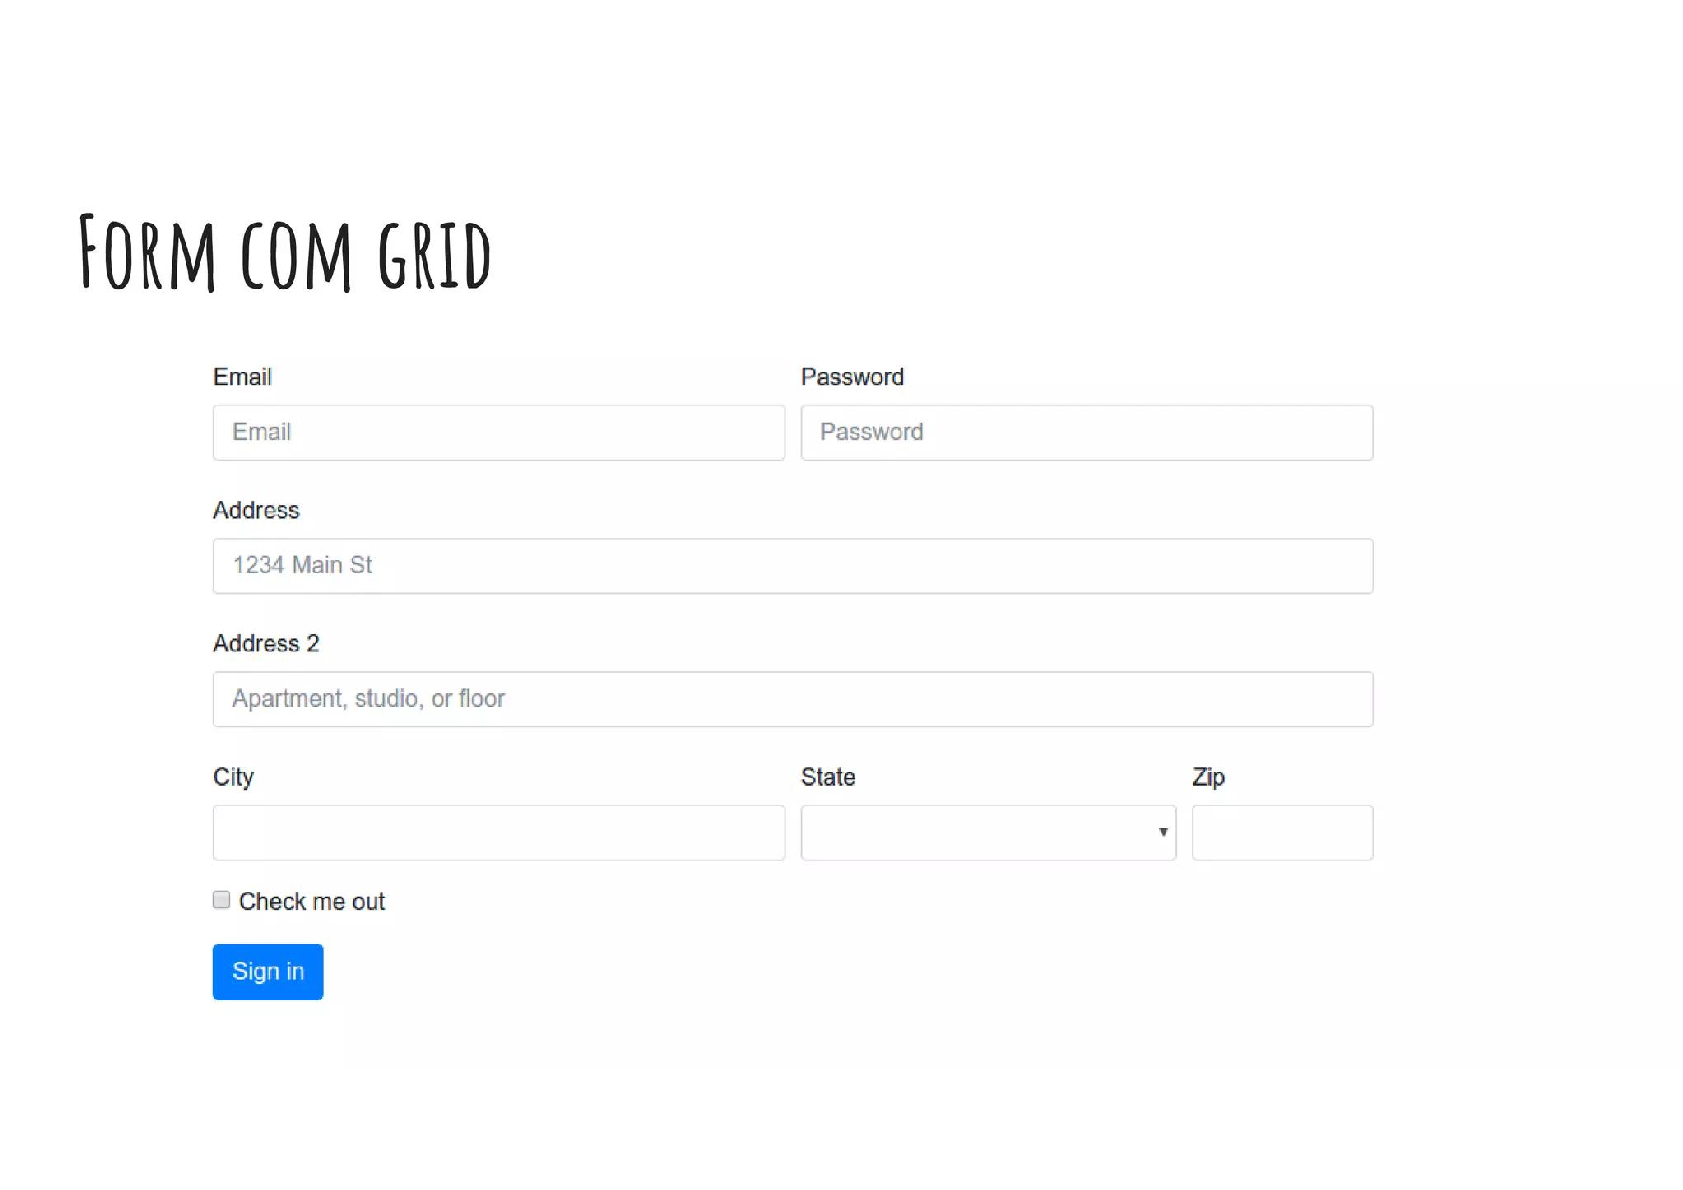 Form com grid
Email Password
Email Password
Address
1234 Main St
Address 2
Apartment, studio, or floor
City State Zip
Check me out
Sign in